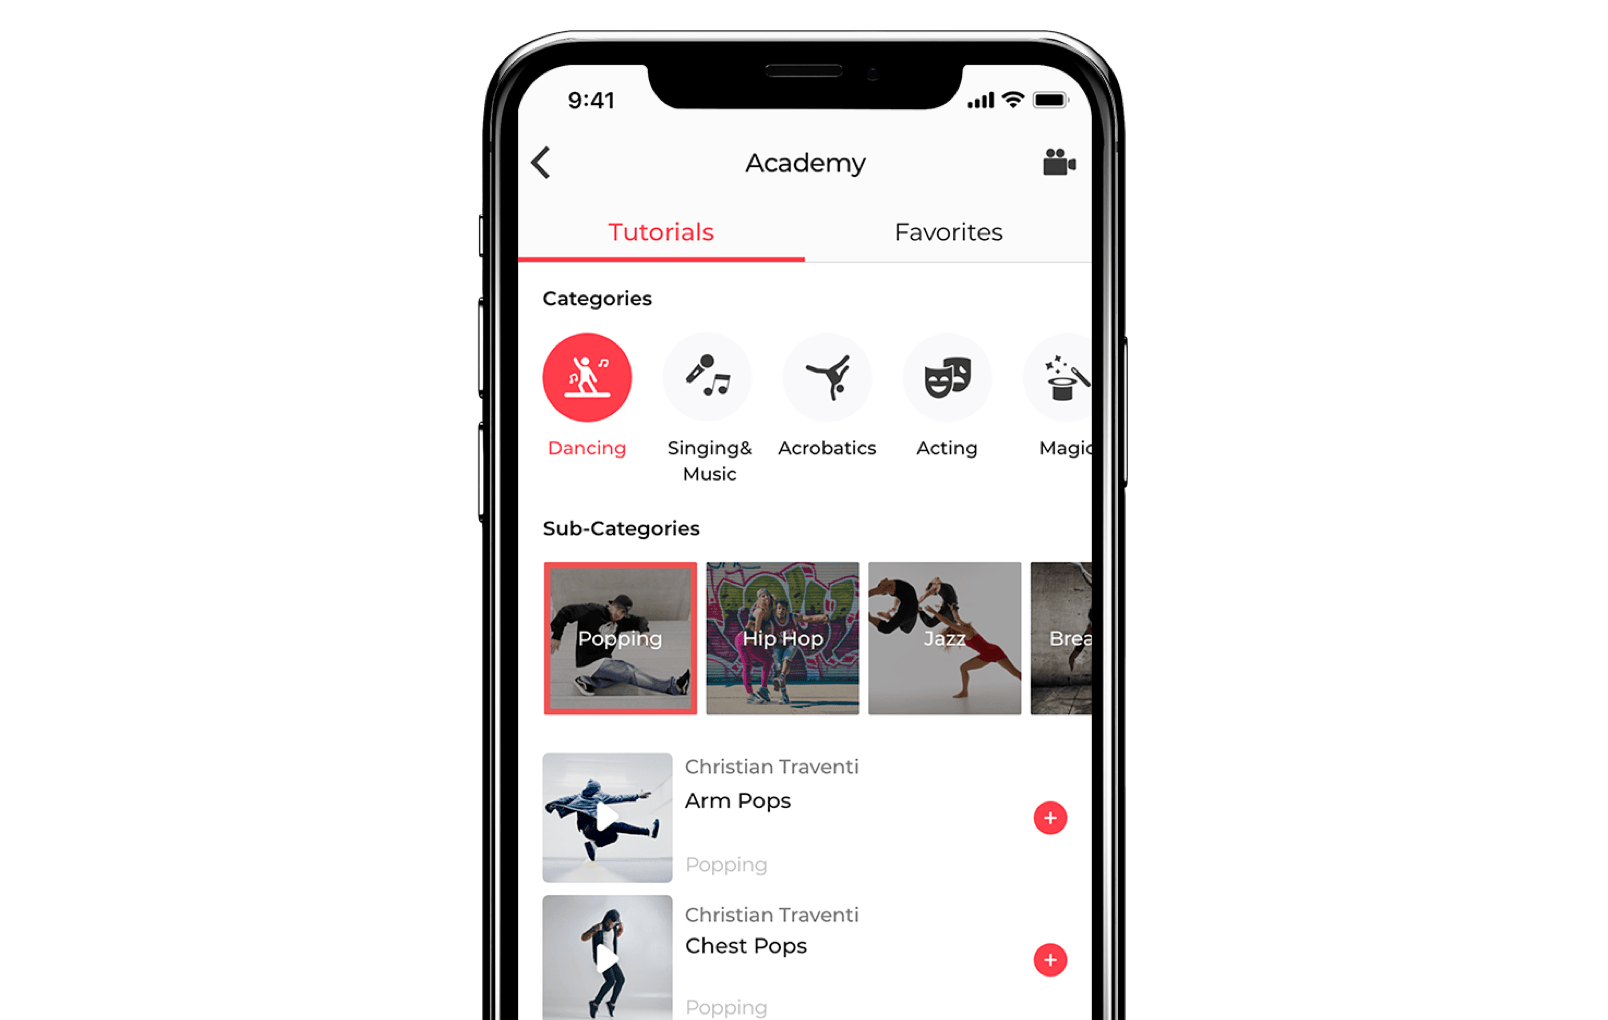 9:41
Academy
Tutorials
Favorites
Categories
Dancing
Singing&
Music
Acrobatics
Acting
Magic
Sub-Categories
Popping
Hip Hop
Jazz
Brea
Christian Traventi
Arm Pops
Popping
Christian Traventi
Chest Pops
Popping